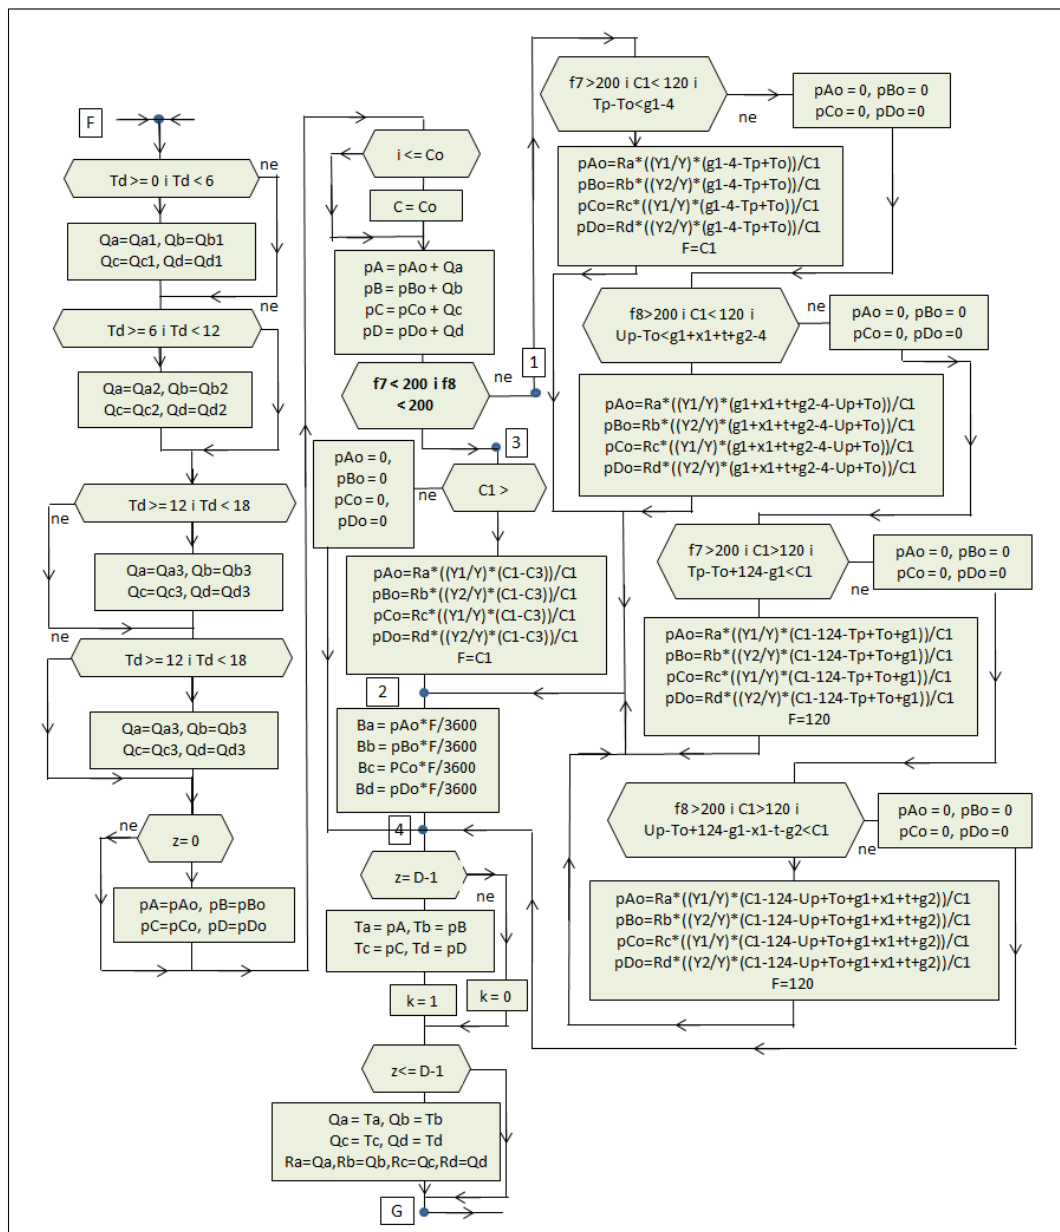 F
ne
Td >= 0 i Td < 6
Qa=Qa1, Qb=Qb1
Qc=Qc1, Qd=Qd1
ne
Td >= 6 i Td < 12
Qa=Qa2, Qb=Qb2
Qc=Qc2, Qd=Qd2
Td >= 12 i Td < 18
ne
Qa=Qa3, Qb=Qb3
Qc=Qc3, Qd=Qd3
ne
Td >= 12 i Td < 18
Qa=Qa3, Qb=Qb3
Qc=Qc3, Qd=Qd3
ne
z= 0
pA=pAo, pB=pBo
pC=pCo, pD=pDo
i <= Co
C = Co
pA = pAo + Qa
pB = pBo + Qb
pC = pCo + Qc
pD = pDo + Qd
f7 < 200 i f8
< 200
ne
1
3
pAo = 0,
pBo = 0
pCo = 0,
pDo =0
ne
C1 >
pAo=Ra*((Y1/Y)*(C1-C3))/C1
pBo=Rb*((Y2/Y)*(C1-C3))/C1
pCo=Rc*((Y1/Y)*(C1-C3))/C1
pDo=Rd*((Y2/Y)*(C1-C3))/C1
F=C1
2
Ba = pAo*F/3600
Bb = pBo*F/3600
Bc = PCo*F/3600
Bd = pDo*F/3600
4
z= D-1
ne
Ta = pA, Tb = pB
Tc = pC, Td = pD
k = 1
k = 0
z<= D-1
Qa = Ta, Qb = Tb
Qc = Tc, Qd = Td
Ra=Qa,Rb=Qb,Rc=Qc,Rd=Qd
G
f7 >200 i C1< 120 i
Tp-To<g1-4
ne
pAo = 0, pBo = 0
pCo = 0, pDo =0
pAo=Ra*((Y1/Y)*(g1-4-Tp+To))/C1
pBo=Rb*((Y2/Y)*(g1-4-Tp+To))/C1
pCo=Rc*((Y1/Y)*(g1-4-Tp+To))/C1
pDo=Rd*((Y2/Y)*(g1-4-Tp+To))/C1
F=C1
f8>200 i C1<120 i
Up-To<g1+x1+t+g2-4
ne
pAo = 0, pBo = 0
pCo = 0, pDo =0
pAo=Ra*((Y1/Y)*(g1+x1+t+g2-4-Up+To))/C1
pBo=Rb*((Y2/Y)*(g1+x1+t+g2-4-Up+To))/C1
pCo=Rc*((Y1/Y)*(g1+x1+t+g2-4-Up+To))/C1
pDo=Rd*((Y2/Y)*(g1+x1+t+g2-4-Up+To))/C1
f7 >200 i C1>120 i
Tp-To+124-g1<C1
ne
pAo = 0, pBo = 0
pCo = 0, pDo =0
pAo=Ra*((Y1/Y)*(C1-124-Tp+To+g1))/C1
pBo=Rb*((Y2/Y)*(C1-124-Tp+To+g1))/C1
pCo=Rc*((Y1/Y)*(C1-124-Tp+To+g1))/C1
pDo=Rd*((Y2/Y)*(C1-124-Tp+To+g1))/C1
F=120
f8>200 i C1>120 i
Up-To+124-g1-x1-t-g2<C1
ne
pAo = 0, pBo = 0
pCo = 0, pDo =0
pAo=Ra*((Y1/Y)*(C1-124-Up+To+g1+x1+t+g2))/C1
pBo=Rb*((Y2/Y)*(C1-124-Up+To+g1+x1+t+g2))/C1
pCo=Rc*((Y1/Y)*(C1-124-Up+To+g1+x1+t+g2))/C1
pDo=Rd*((Y2/Y)*(C1-124-Up+To+g1+x1+t+g2))/C1
F=120